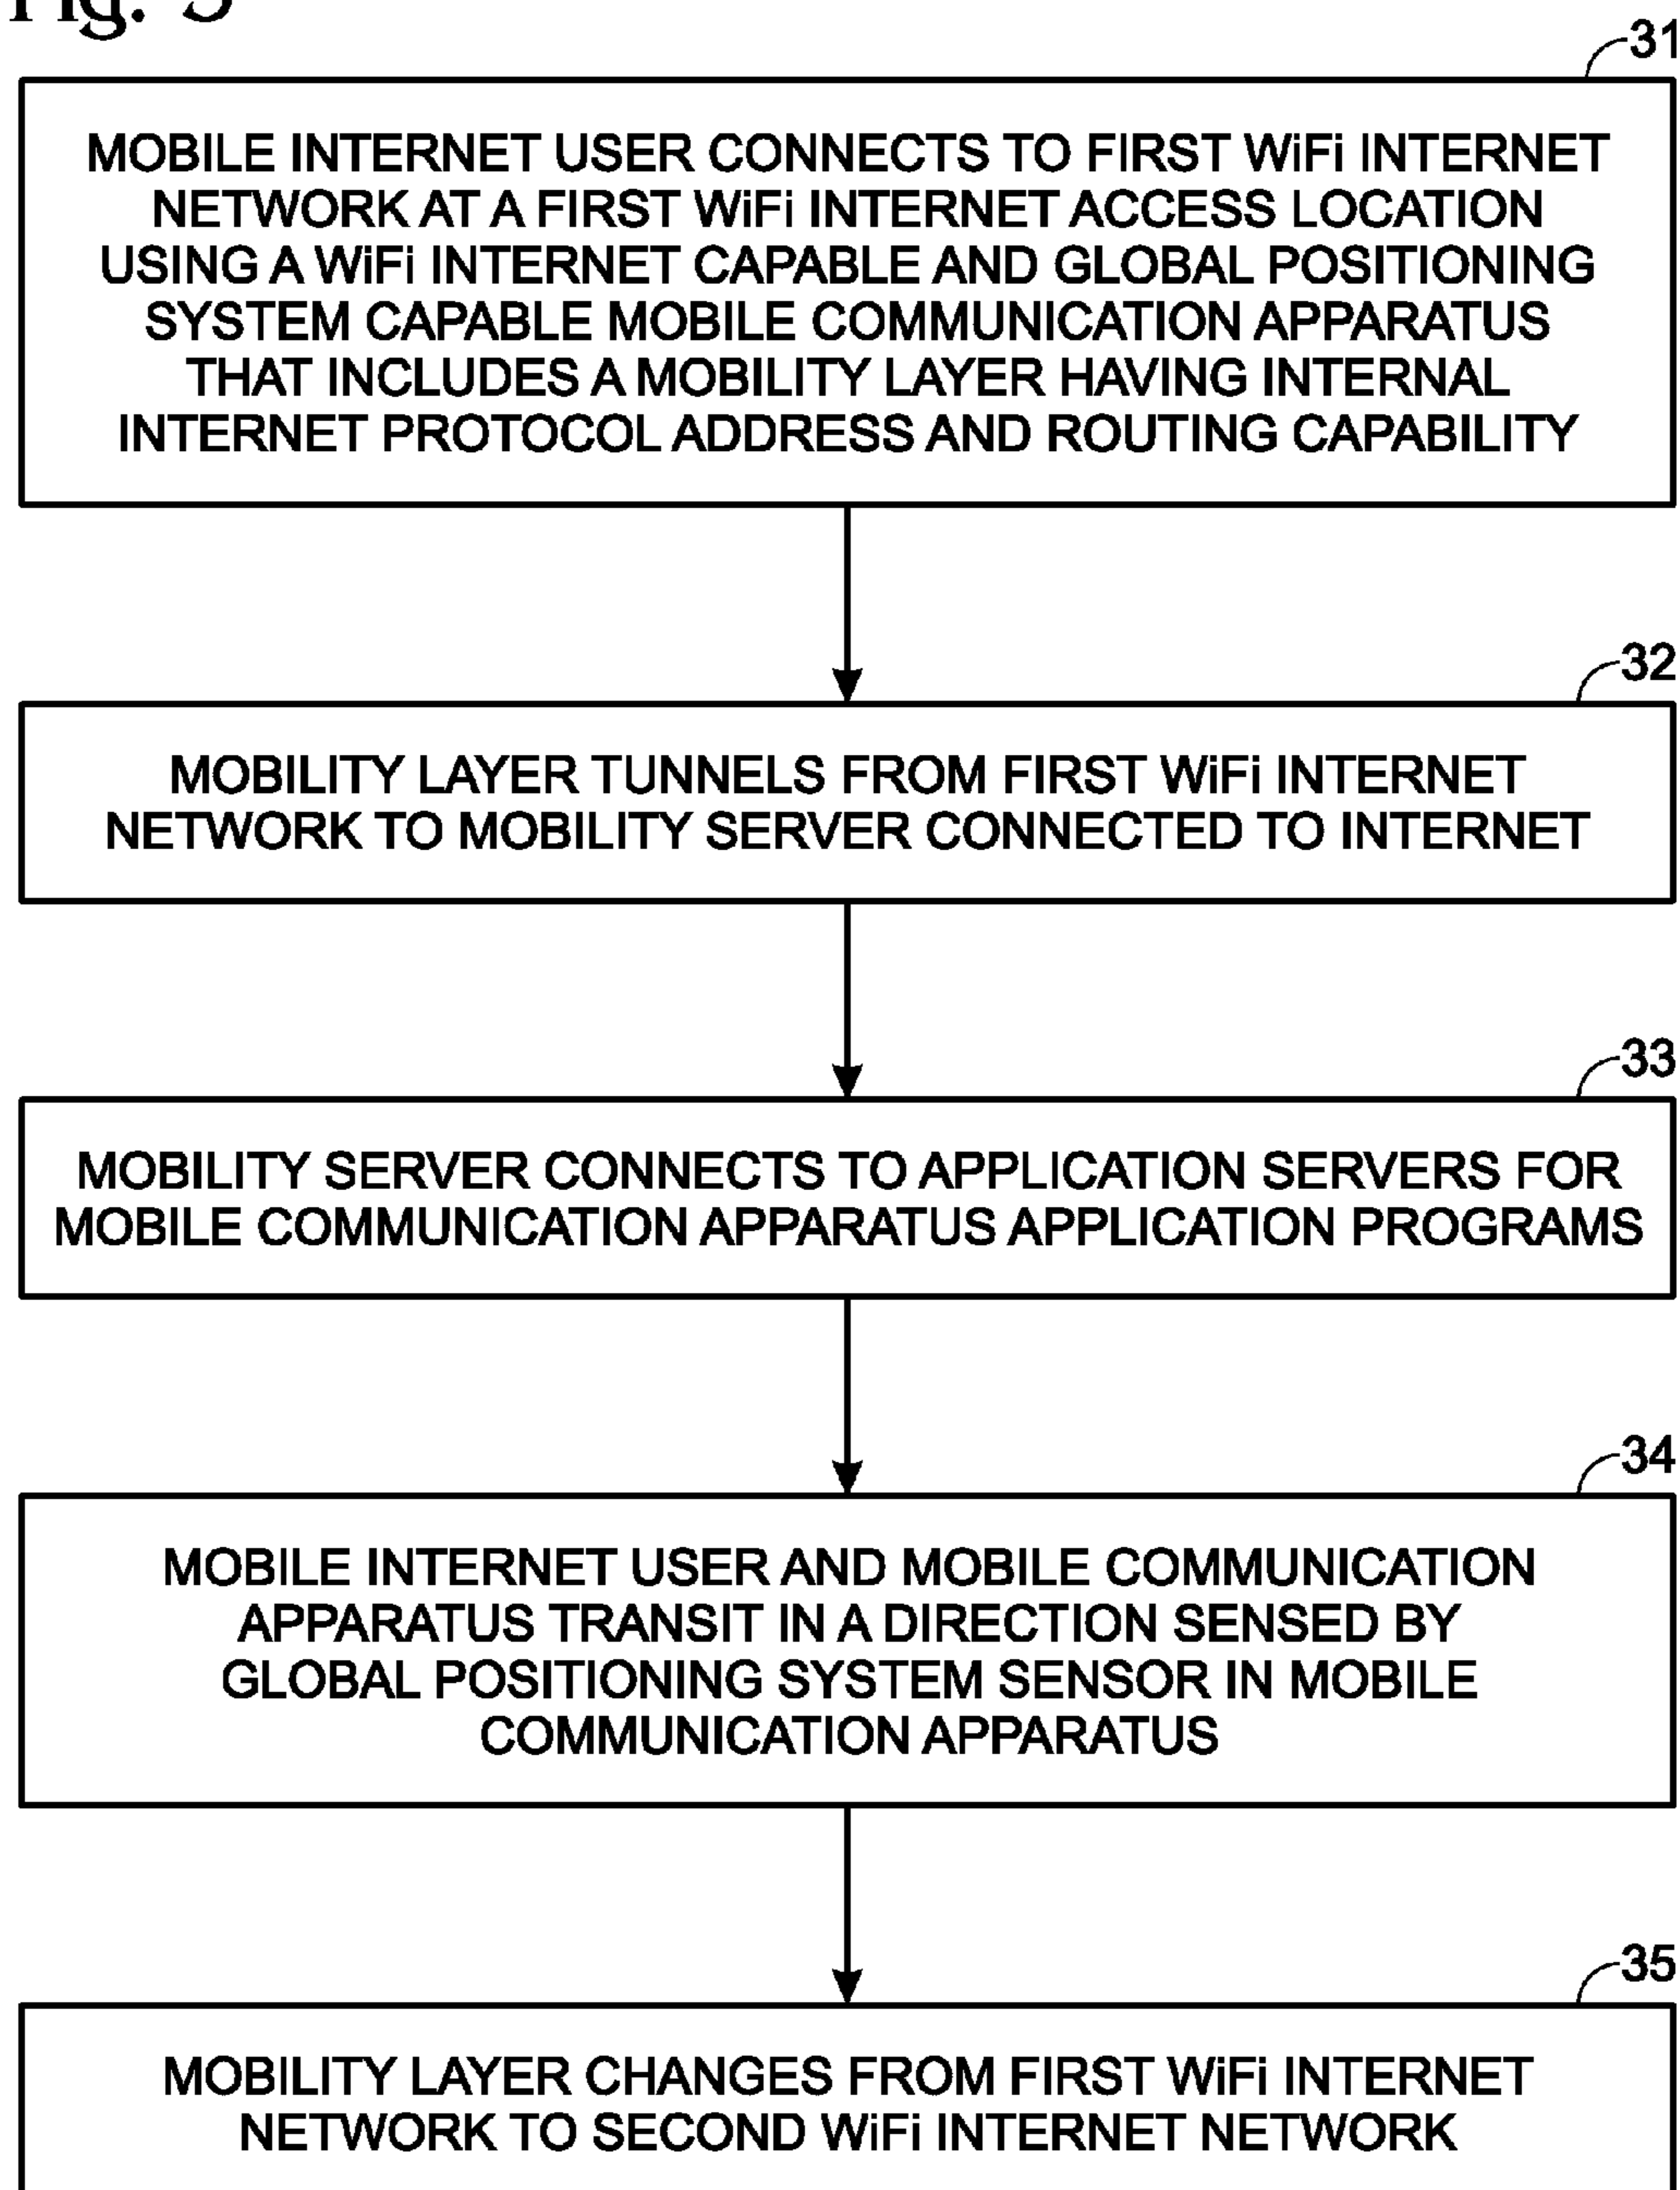 Fig. 3
31
MOBILE INTERNET USER CONNECTS TO FIRST WiFi INTERNET
NETWORK AT A FIRST WiFi INTERNET ACCESS LOCATION
USING A WiFi INTERNET CAPABLE AND GLOBAL POSITIONING
SYSTEM CAPABLE MOBILE COMMUNICATION APPARATUS
THAT INCLUDES A MOBILITY LAYER HAVING INTERNAL
INTERNET PROTOCOL ADDRESS AND ROUTING CAPABILITY
32
MOBILITY LAYER TUNNELS FROM FIRST WiFi INTERNET
NETWORK TO MOBILITY SERVER CONNECTED TO INTERNET
33
MOBILITY SERVER CONNECTS TO APPLICATION SERVERS FOR
MOBILE COMMUNICATION APPARATUS APPLICATION PROGRAMS
34
MOBILE INTERNET USER AND MOBILE COMMUNICATION
APPARATUS TRANSIT IN A DIRECTION SENSED BY
GLOBAL POSITIONING SYSTEM SENSOR IN MOBILE
COMMUNICATION APPARATUS
35
MOBILITY LAYER CHANGES FROM FIRST WiFi INTERNET
NETWORK TO SECOND WiFi INTERNET NETWORK